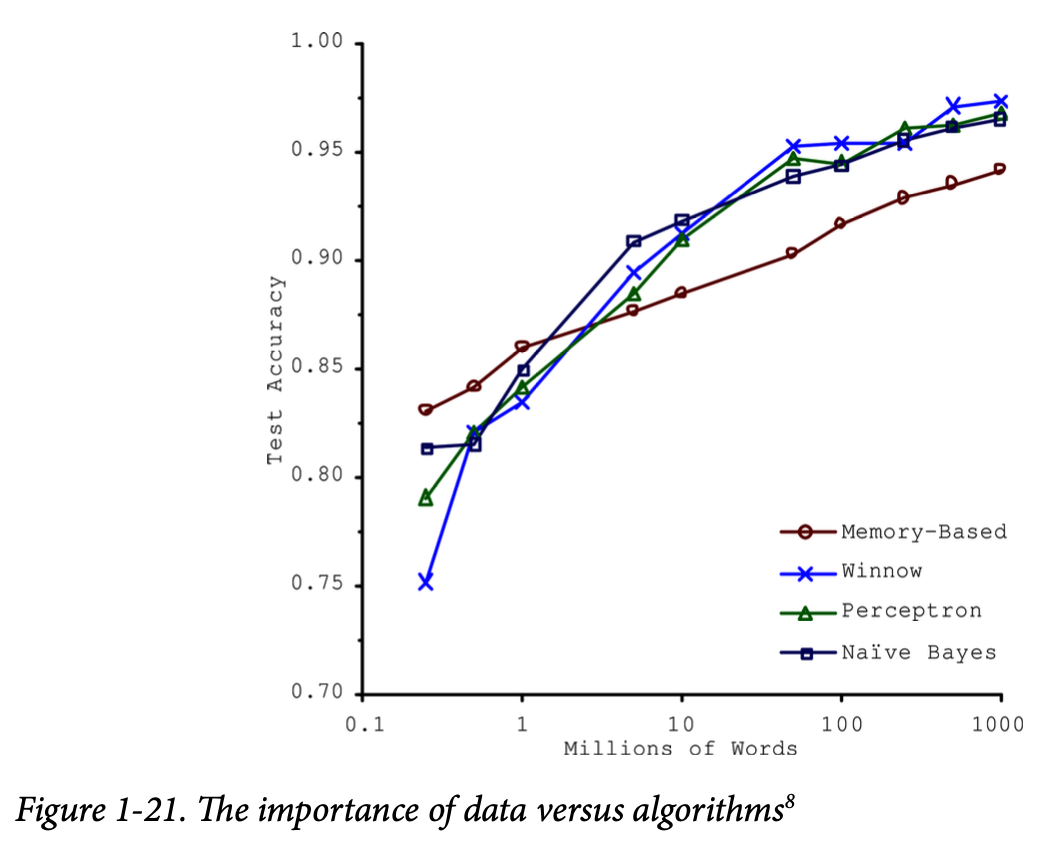 1.00
0.95
0.90
0.85
0.80
0.75
0.70
Test Accuracy
0.1 1 10 100 1000
Millions of Words
Memory-Based
Winnow
Perceptron
Naïve Bayes
Figure 1-21. The importance of data versus algorithms⁸